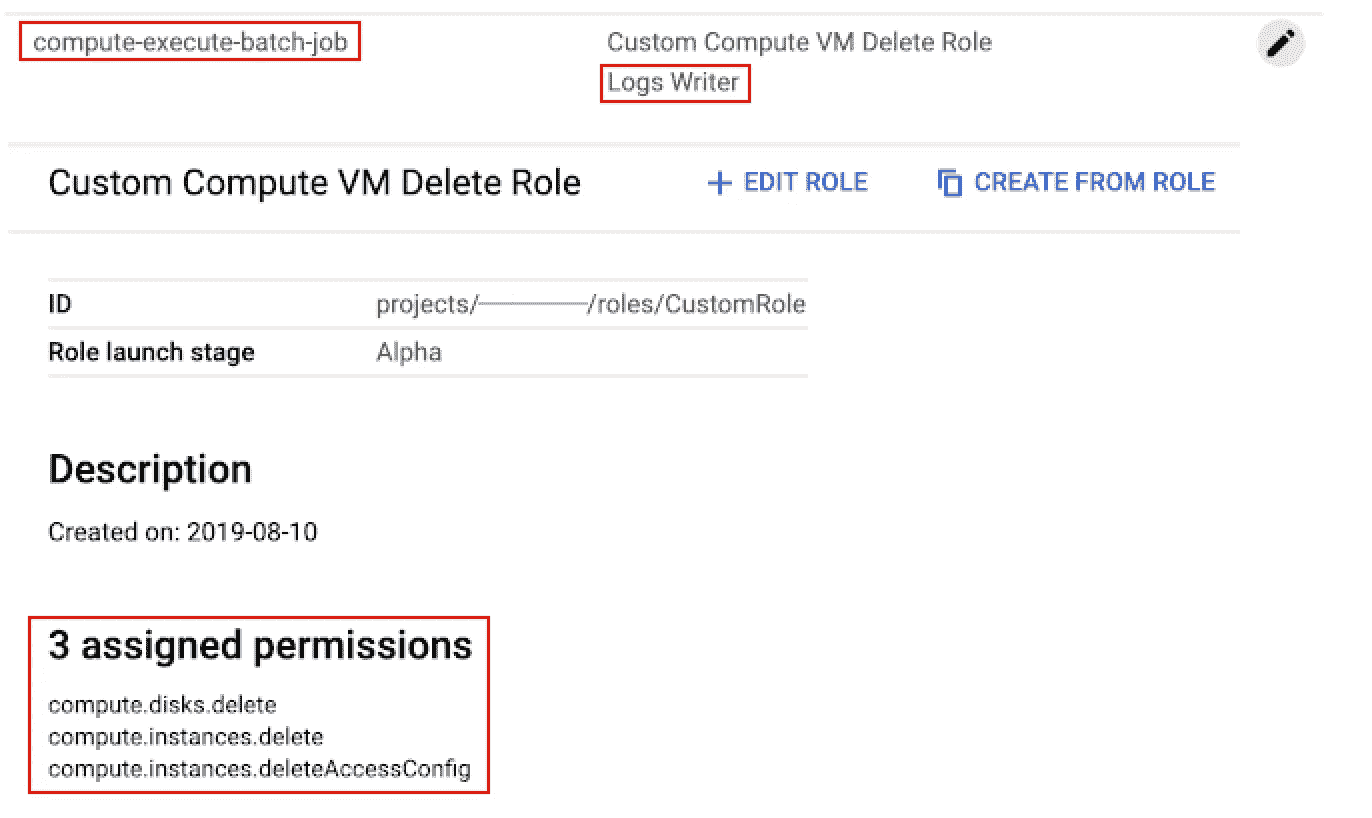 compute-execute-batch-job Custom Compute VM Delete Role
Logs Writer
Custom Compute VM Delete Role + EDIT ROLE CREATE FROM ROLE
ID projects/————/roles/CustomRole
Role launch stage Alpha
Description
Created on: 2019-08-10
3 assigned permissions
compute.disks.delete
compute.instances.delete
compute.instances.deleteAccessConfig